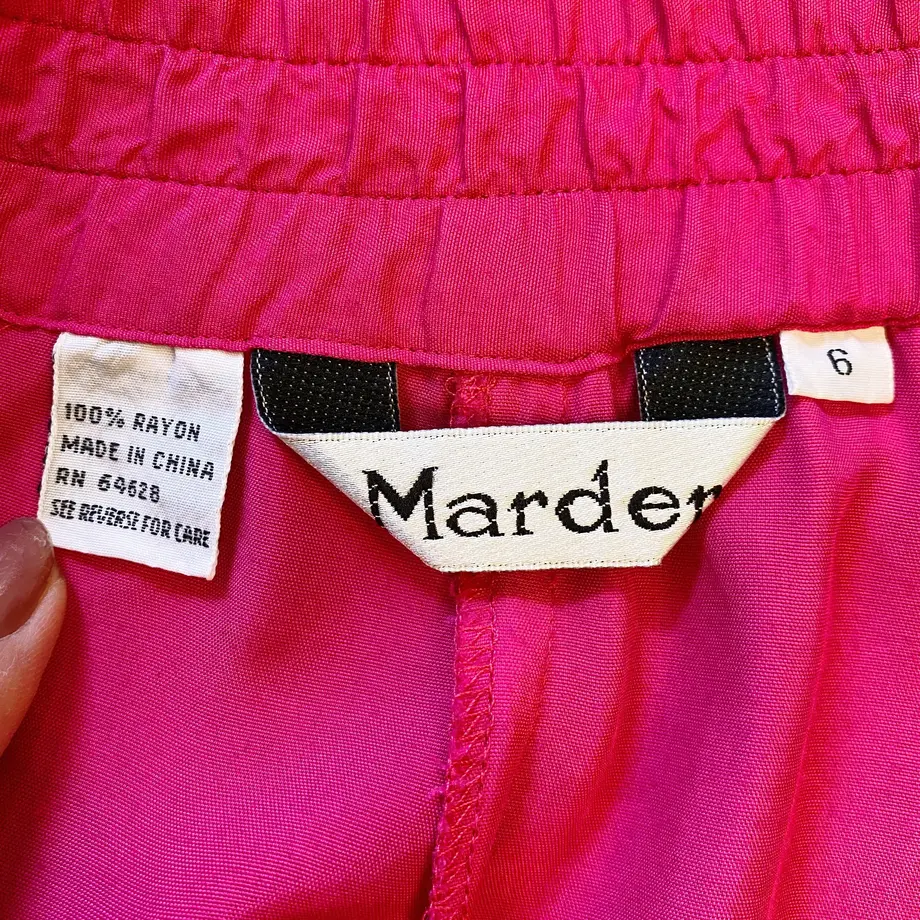 100% RAYON
MADE IN CHINA
RN 64628
SEE REVERSE FOR CARE
Marder
6